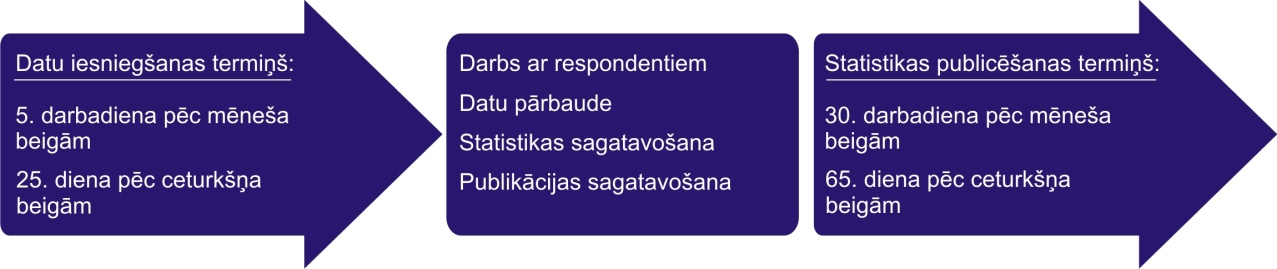 Datu iesniegšanas termiņš:
5. darbadiena pēc mēneša
beigām
25. diena pēc ceturkšņa
beigām
Darbs ar respondentiem
Datu pārbaude
Statistikas sagatavošana
Publikācijas sagatavošana
Statistikas publicēšanas termiņš:
30. darbadiena pēc mēneša
beigām
65. diena pēc ceturkšņa
beigām